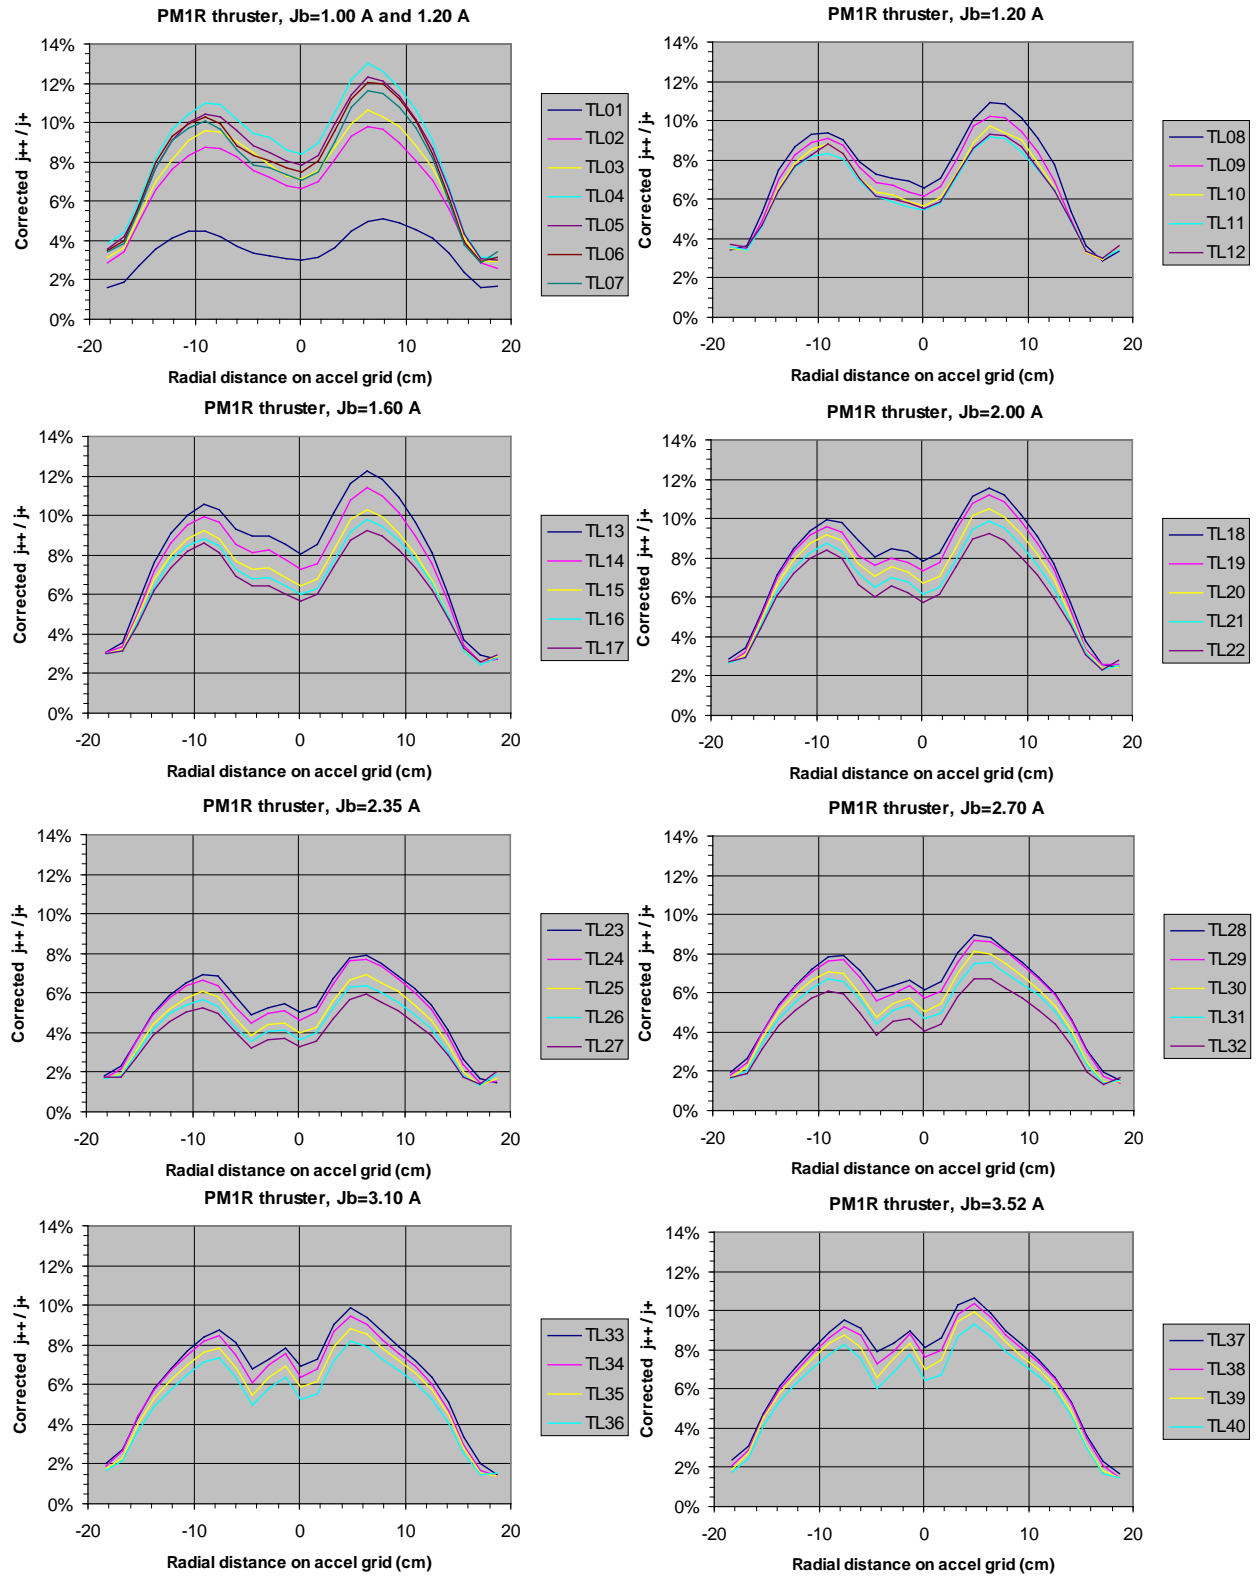 PM1R thruster, Jb=1.00 A and 1.20 A
14%
12%
10%
8%
6%
4%
2%
0%
Corrected j++ / j+
-20
-10
0
10
20
Radial distance on accel grid (cm)
TL01
TL02
TL03
TL04
TL05
TL06
TL07
PM1R thruster, Jb=1.20 A
14%
12%
10%
8%
6%
4%
2%
0%
Corrected j++ / j+
-20
-10
0
10
20
Radial distance on accel grid (cm)
TL08
TL09
TL10
TL11
TL12
PM1R thruster, Jb=1.60 A
14%
12%
10%
8%
6%
4%
2%
0%
Corrected j++ / j+
-20
-10
0
10
20
Radial distance on accel grid (cm)
TL13
TL14
TL15
TL16
TL17
PM1R thruster, Jb=2.00 A
14%
12%
10%
8%
6%
4%
2%
0%
Corrected j++ / j+
-20
-10
0
10
20
Radial distance on accel grid (cm)
TL18
TL19
TL20
TL21
TL22
PM1R thruster, Jb=2.35 A
14%
12%
10%
8%
6%
4%
2%
0%
Corrected j++ / j+
-20
-10
0
10
20
Radial distance on accel grid (cm)
TL23
TL24
TL25
TL26
TL27
PM1R thruster, Jb=2.70 A
14%
12%
10%
8%
6%
4%
2%
0%
Corrected j++ / j+
-20
-10
0
10
20
Radial distance on accel grid (cm)
TL28
TL29
TL30
TL31
TL32
PM1R thruster, Jb=3.10 A
14%
12%
10%
8%
6%
4%
2%
0%
Corrected j++ / j+
-20
-10
0
10
20
Radial distance on accel grid (cm)
TL33
TL34
TL35
TL36
PM1R thruster, Jb=3.52 A
14%
12%
10%
8%
6%
4%
2%
0%
Corrected j++ / j+
-20
-10
0
10
20
Radial distance on accel grid (cm)
TL37
TL38
TL39
TL40